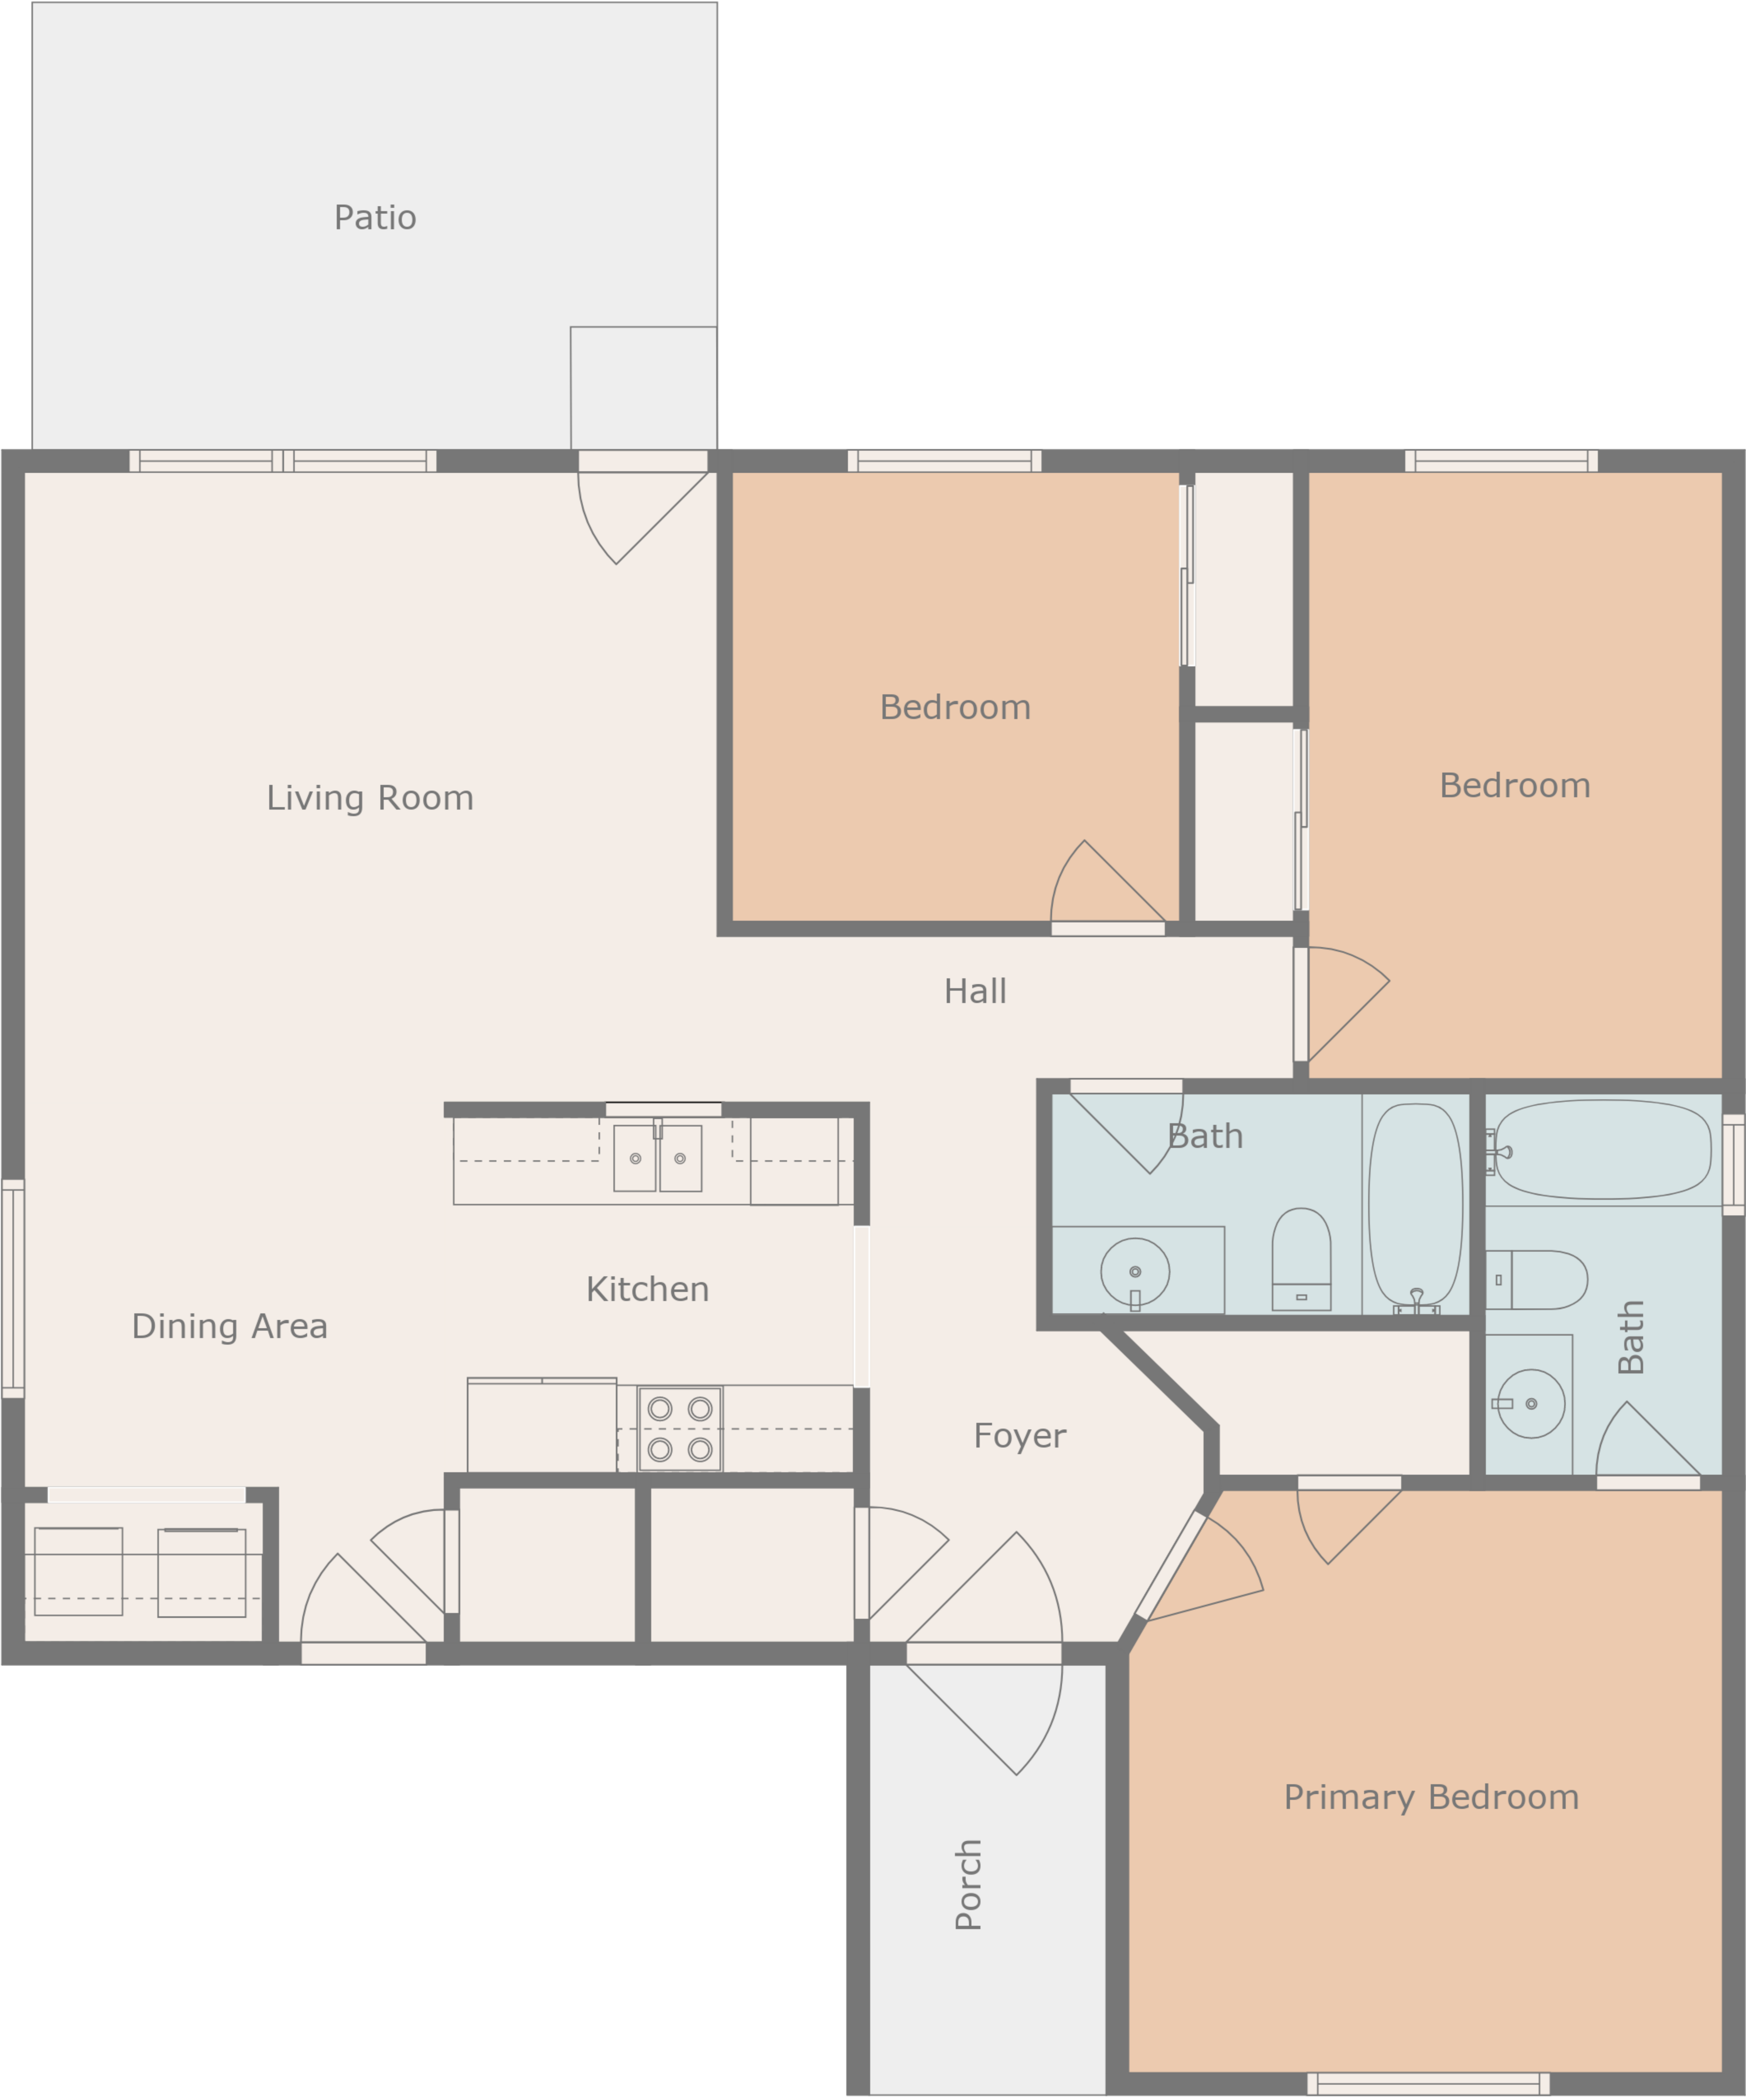 Patio
Bedroom
Bedroom
Living Room
Hall
Bath
Kitchen
Dining Area
Bath
Foyer
Primary Bedroom
Porch